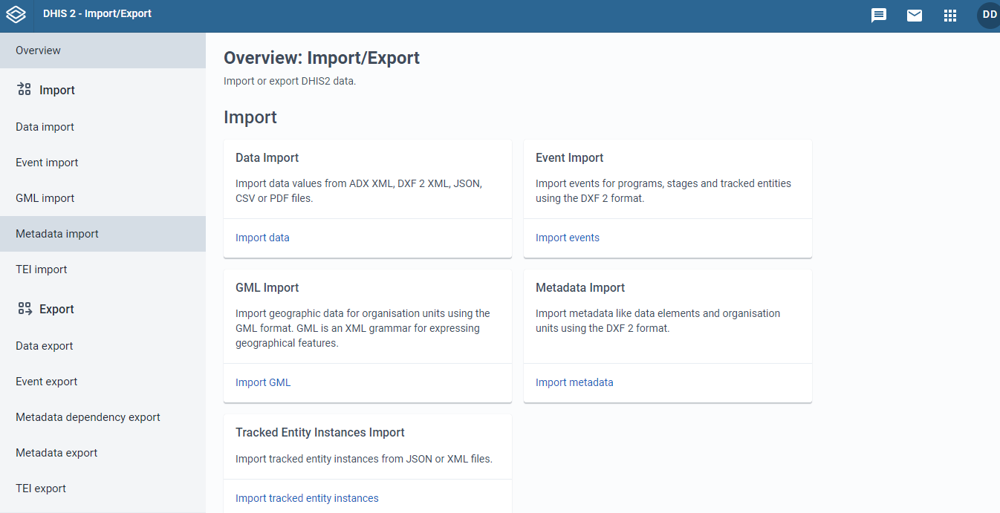 DHIS 2 - Import/Export
DD
Overview
Import
Data import
Event import
GML import
Metadata import
TEI import
Export
Data export
Event export
Metadata dependency export
Metadata export
TEI export
Overview: Import/Export
Import or export DHIS2 data.
Import
Data Import
Import data values from ADX XML, DXF 2 XML, JSON,
CSV or PDF files.
Import data
Event Import
Import events for programs, stages and tracked entities
using the DXF 2 format.
Import events
GML Import
Import geographic data for organisation units using the
GML format. GML is an XML grammar for expressing
geographical features.
Import GML
Metadata Import
Import metadata like data elements and organisation
units using the DXF 2 format.
Import metadata
Tracked Entity Instances Import
Import tracked entity instances from JSON or XML files.
Import tracked entity instances